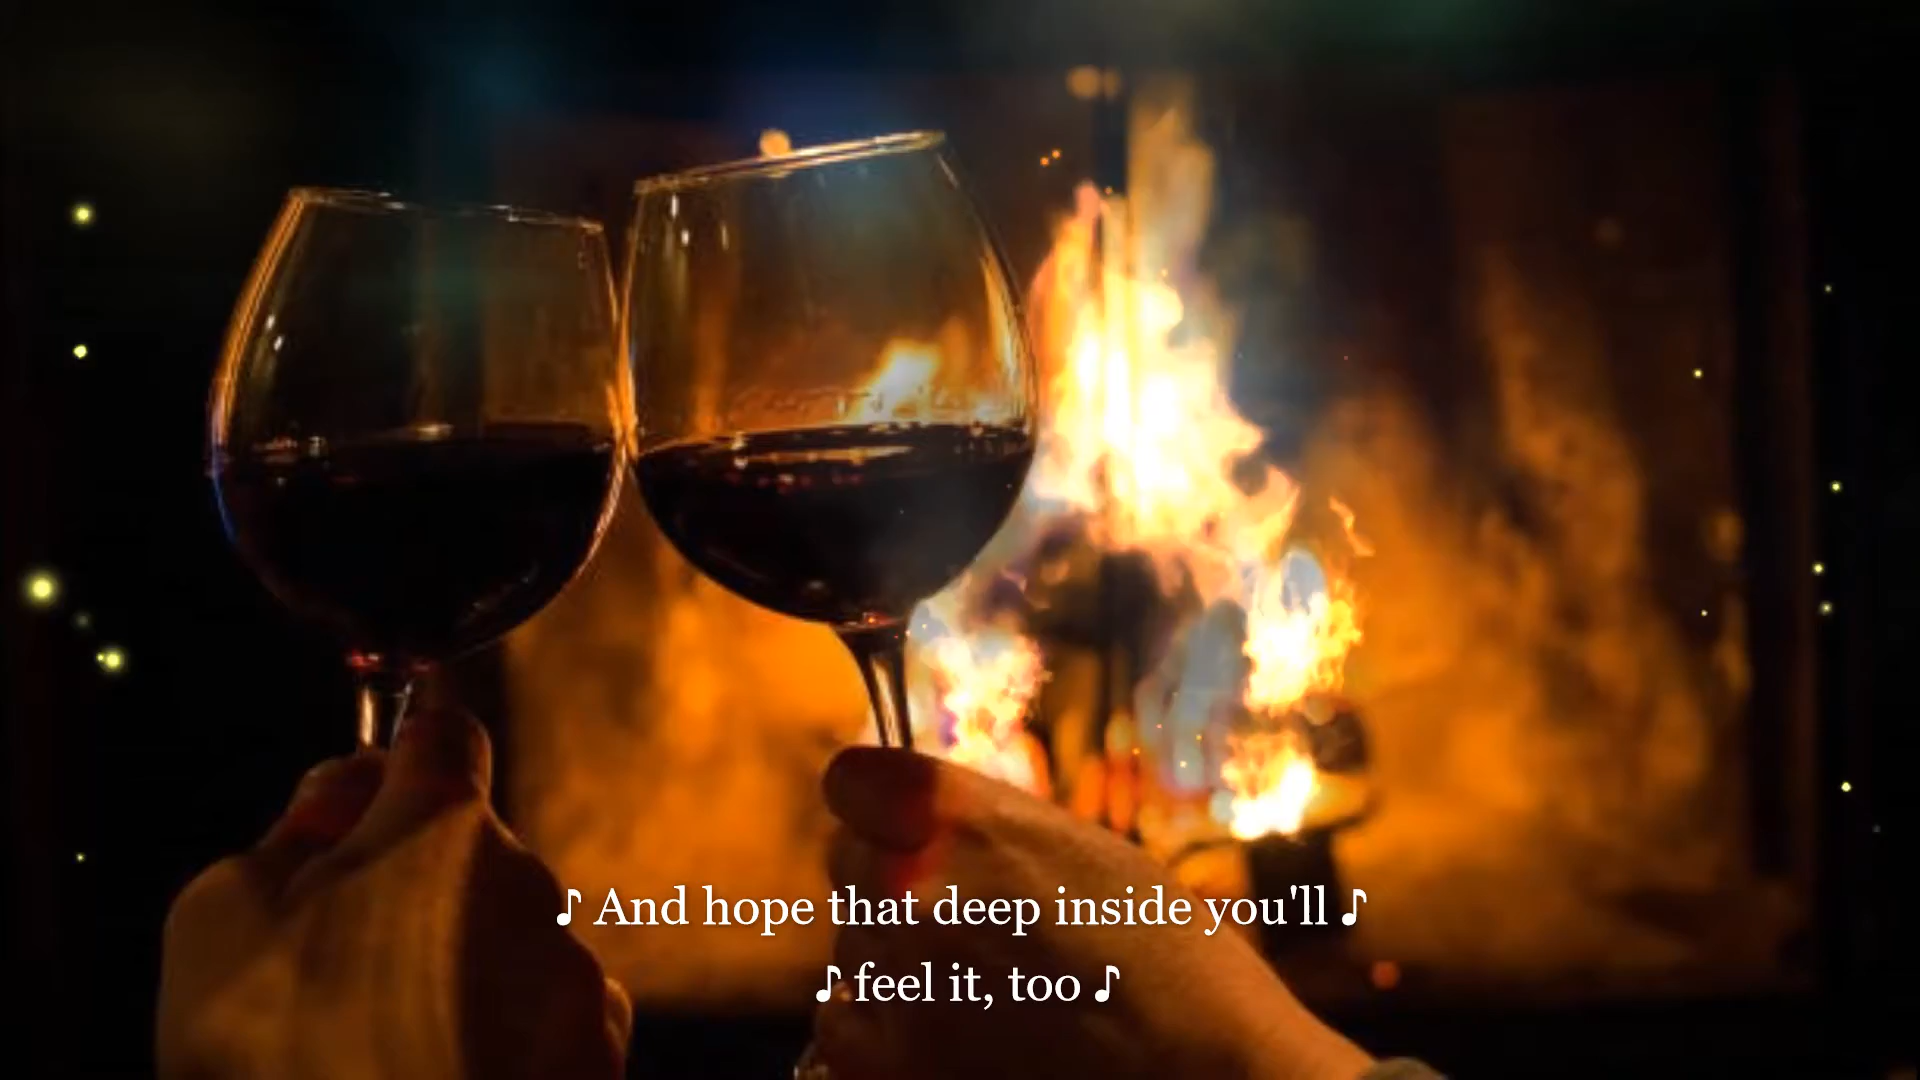 ♪ And hope that deep inside you'll ♪
♪ feel it, too ♪